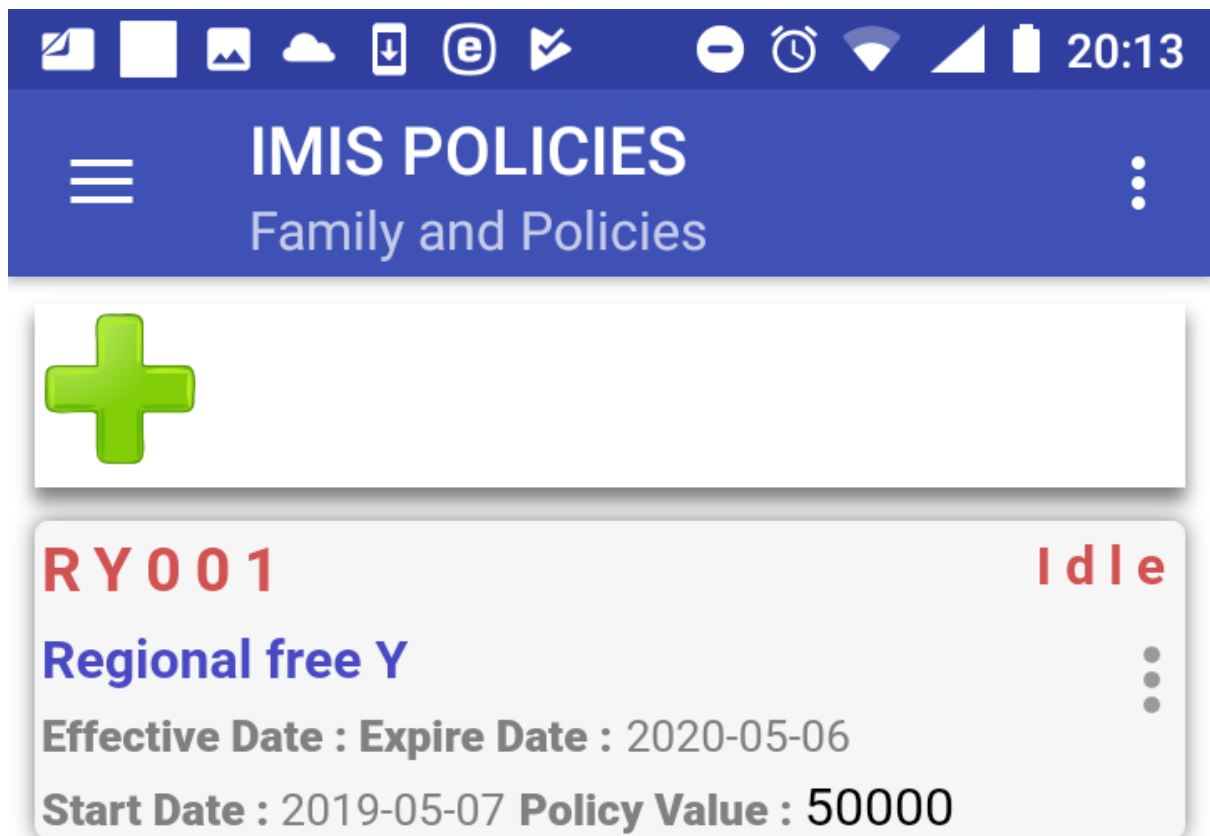 20:13
IMIS POLICIES
Family and Policies
RY001 Idle
Regional free Y
Effective Date : Expire Date : 2020-05-06
Start Date : 2019-05-07 Policy Value : 50000